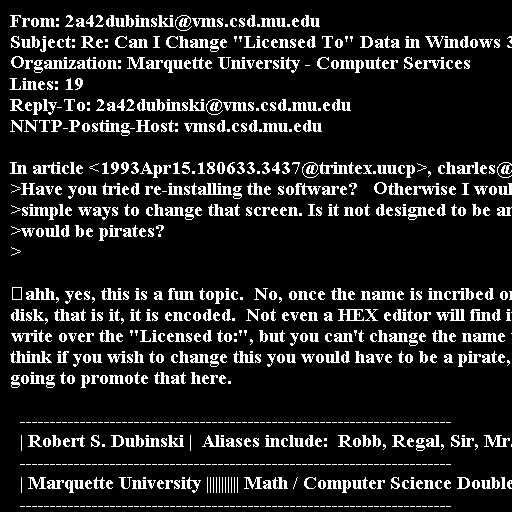 From: 2a42dubinski@vms.csd.mu.edu
Subject: Re: Can I Change "Licensed To" Data in Windows 3
Organization: Marquette University - Computer Services
Lines: 19
Reply-To: 2a42dubinski@vms.csd.mu.edu
NNTP-Posting-Host: vmsd.csd.mu.edu
In article <1993Apr15.180633.3437@trintex.uucp>, charles@
>Have you tried re-installing the software?   Otherwise I woul
>simple ways to change that screen. Is it not designed to be an
>would be pirates?
>
ahh, yes, this is a fun topic.  No, once the name is incribed on
disk, that is it, it is encoded.  Not even a HEX editor will find i
write over the "Licensed to:", but you can't change the name
think if you wish to change this you would have to be a pirate,
going to promote that here.
------------------------------------------------------------------------
| Robert S. Dubinski |  Aliases include:  Robb, Regal, Sir, Mr.
------------------------------------------------------------------------
| Marquette University |||||||||| Math / Computer Science Double
------------------------------------------------------------------------